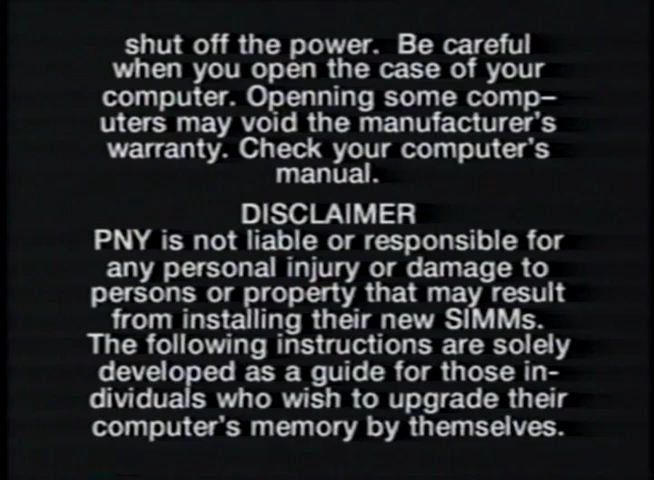 shut off the power.  Be careful
when you open the case of your
computer. Openning some comp–
uters may void the manufacturer's
warranty. Check your computer's
manual.
DISCLAIMER
PNY is not liable or responsible for
any personal injury or damage to
persons or property that may result
from installing their new SIMMs.
The following instructions are solely
developed as a guide for those in-
dividuals who wish to upgrade their
computer's memory by themselves.